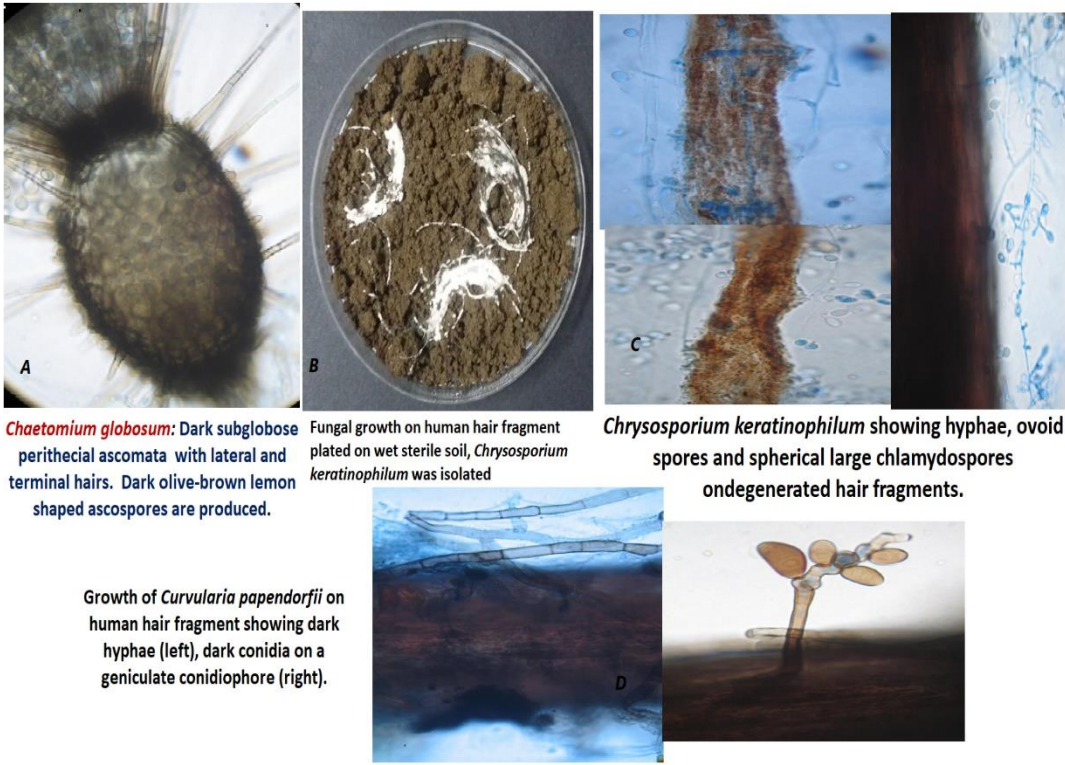 A
B
C
Chaetomium globosum: Dark subglobose
perithecial ascomata with lateral and
terminal hairs. Dark olive-brown lemon
shaped ascospores are produced.
Fungal growth on human hair fragment
plated on wet sterile soil, Chrysosporium
keratinophilum was isolated
Chrysosporium keratinophilum showing hyphae, ovoid
spores and spherical large chlamydospores
ondegenerated hair fragments.
Growth of Curvularia papendorfii on
human hair fragment showing dark
hyphae (left), dark conidia on a
geniculate conidiophore (right).
D